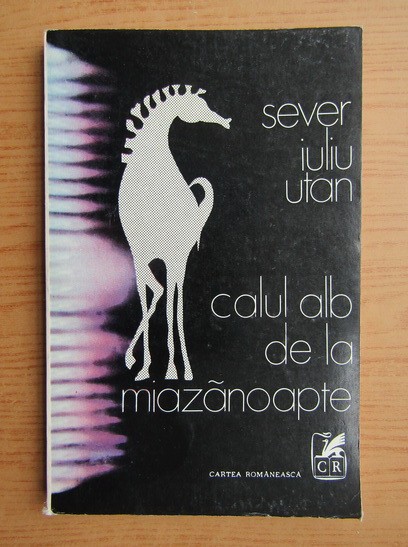 sever
iuliu
utan
calul alb
de la
miazănoapte
CARTEA ROMÂNEASCĂ
CR